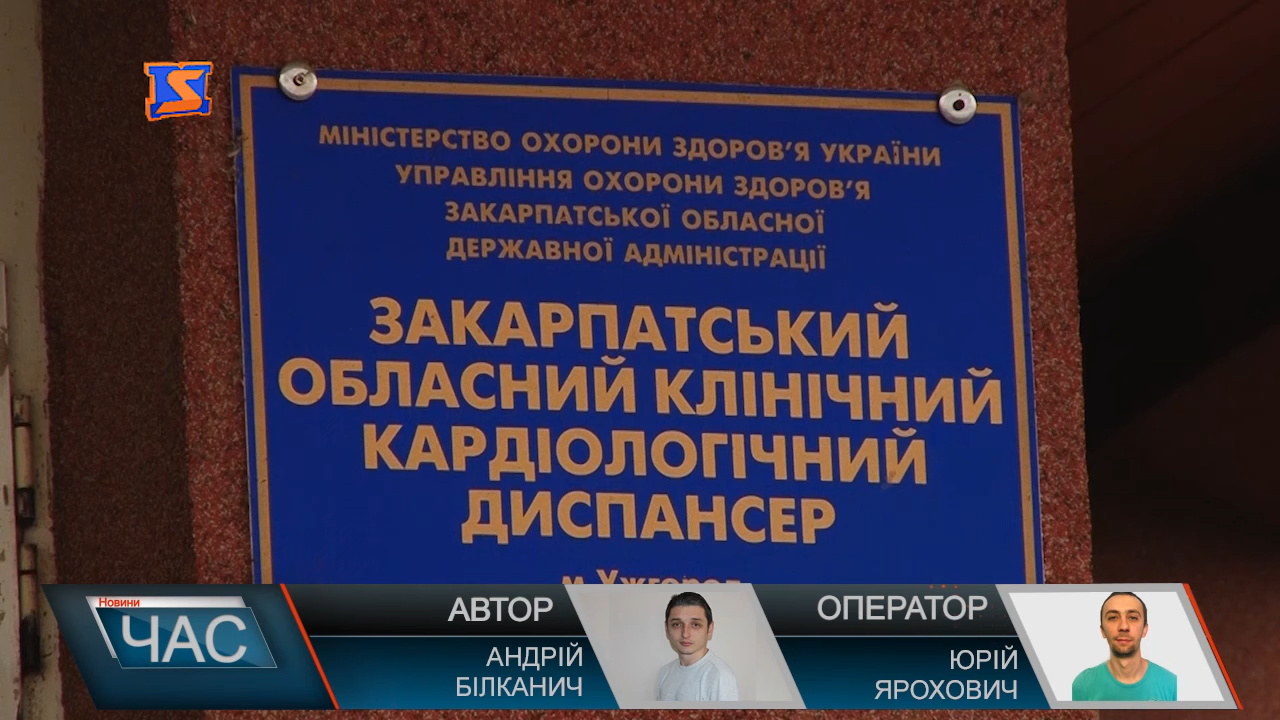 МІНІСТЕРСТВО ОХОРОНИ ЗДОРОВ'Я УКРАЇНИ
УПРАВЛІННЯ ОХОРОНИ ЗДОРОВ'Я
ЗАКАРПАТСЬКОЇ ОБЛАСНОЇ
ДЕРЖАВНОЇ АДМІНІСТРАЦІЇ
ЗАКАРПАТСЬКИЙ
ОБЛАСНИЙ КЛІНІЧНИЙ
КАРДІОЛОГІЧНИЙ
ДИСПАНСЕР
м. Ужгород
Новини
ЧАС
АВТОР
АНДРІЙ
БІЛКАНИЧ
ОПЕРАТОР
ЮРІЙ
ЯРОХОВИЧ